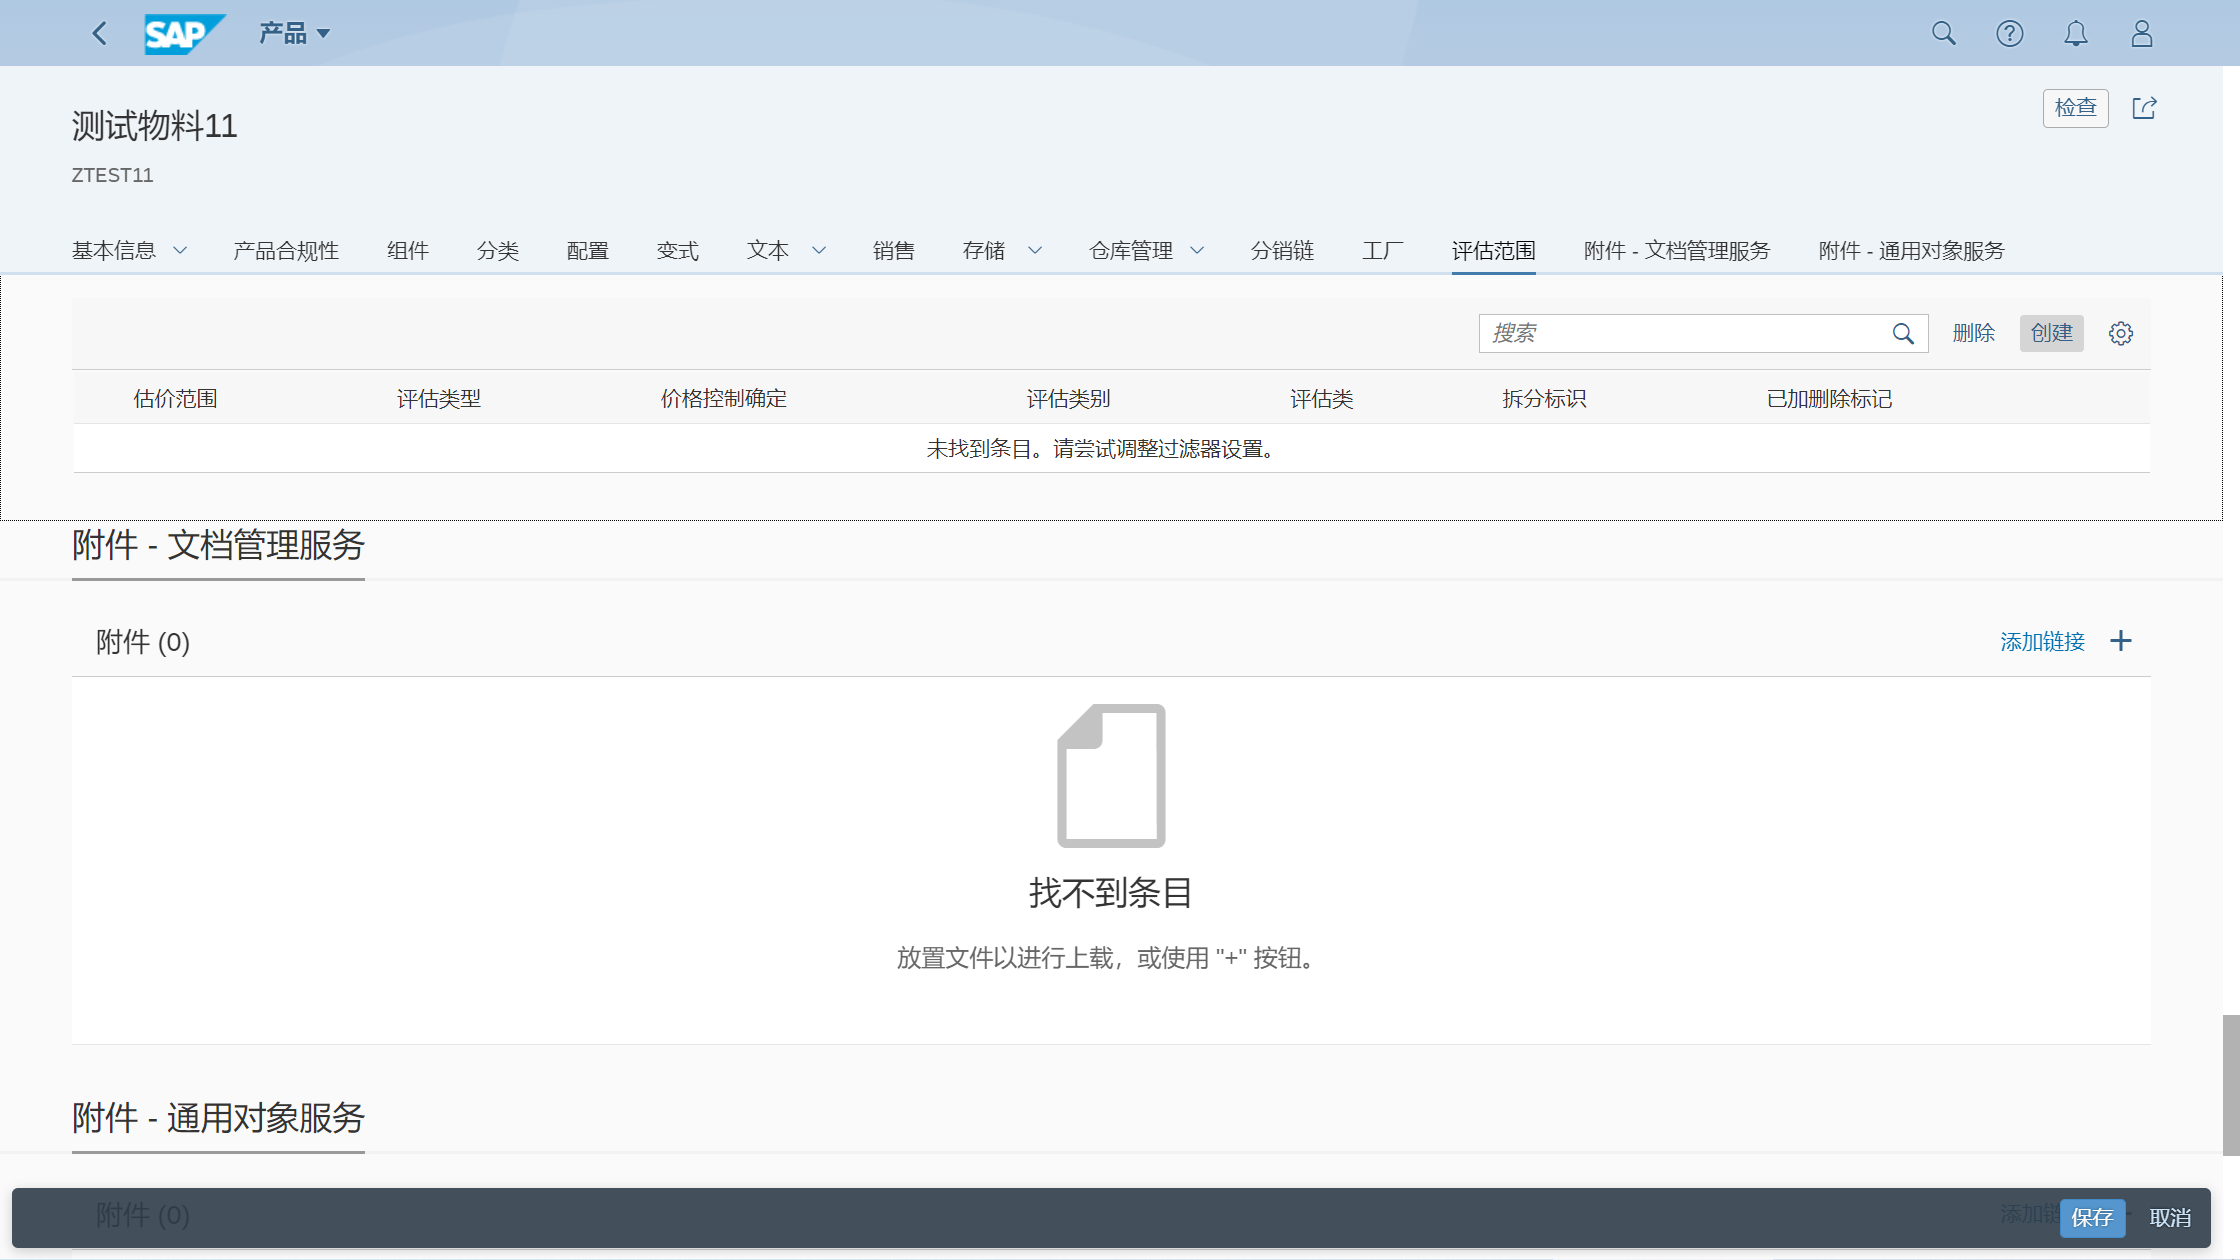 SAP 产品
测试物料11
检查
ZTEST11
基本信息 产品合规性 组件 分类 配置 变式 文本 销售 存储 仓库管理 分销链 工厂 评估范围 附件 - 文档管理服务 附件 - 通用对象服务
搜索 删除 创建
估价范围 评估类型 价格控制确定 评估类别 评估类 拆分标识 已加删除标记
未找到条目。请尝试调整过滤器设置。
附件 - 文档管理服务
附件 (0) 添加链接
找不到条目
放置文件以进行上载，或使用 "+" 按钮。
附件 - 通用对象服务
附件 (0) 添加链
保存 取消